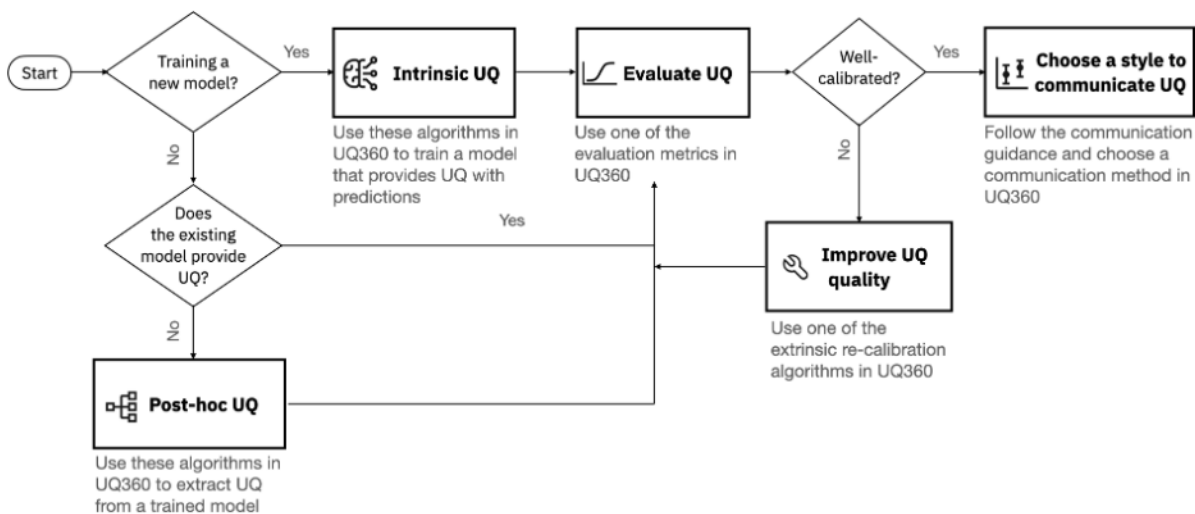 Start
Training a
new model?
Yes
Intrinsic UQ
Use these algorithms in
UQ360 to train a model
that provides UQ with
predictions
Evaluate UQ
Use one of the
evaluation metrics in
UQ360
Well-
calibrated?
Yes
Choose a style to
communicate UQ
Follow the communication
guidance and choose a
communication method in
UQ360
No
No
Does
the existing
model provide
UQ?
Yes
Improve UQ
quality
Use one of the
extrinsic re-calibration
algorithms in UQ360
No
Post-hoc UQ
Use these algorithms in
UQ360 to extract UQ
from a trained model